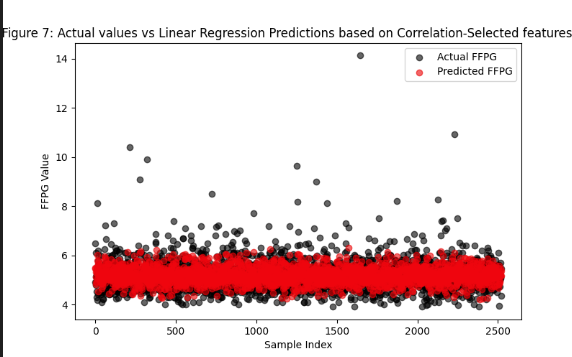 Figure 7: Actual values vs Linear Regression Predictions based on Correlation-Selected features
14
12
10
8
6
4
FFPG Value
Actual FFPG
Predicted FFPG
0
500
1000
1500
2000
2500
Sample Index